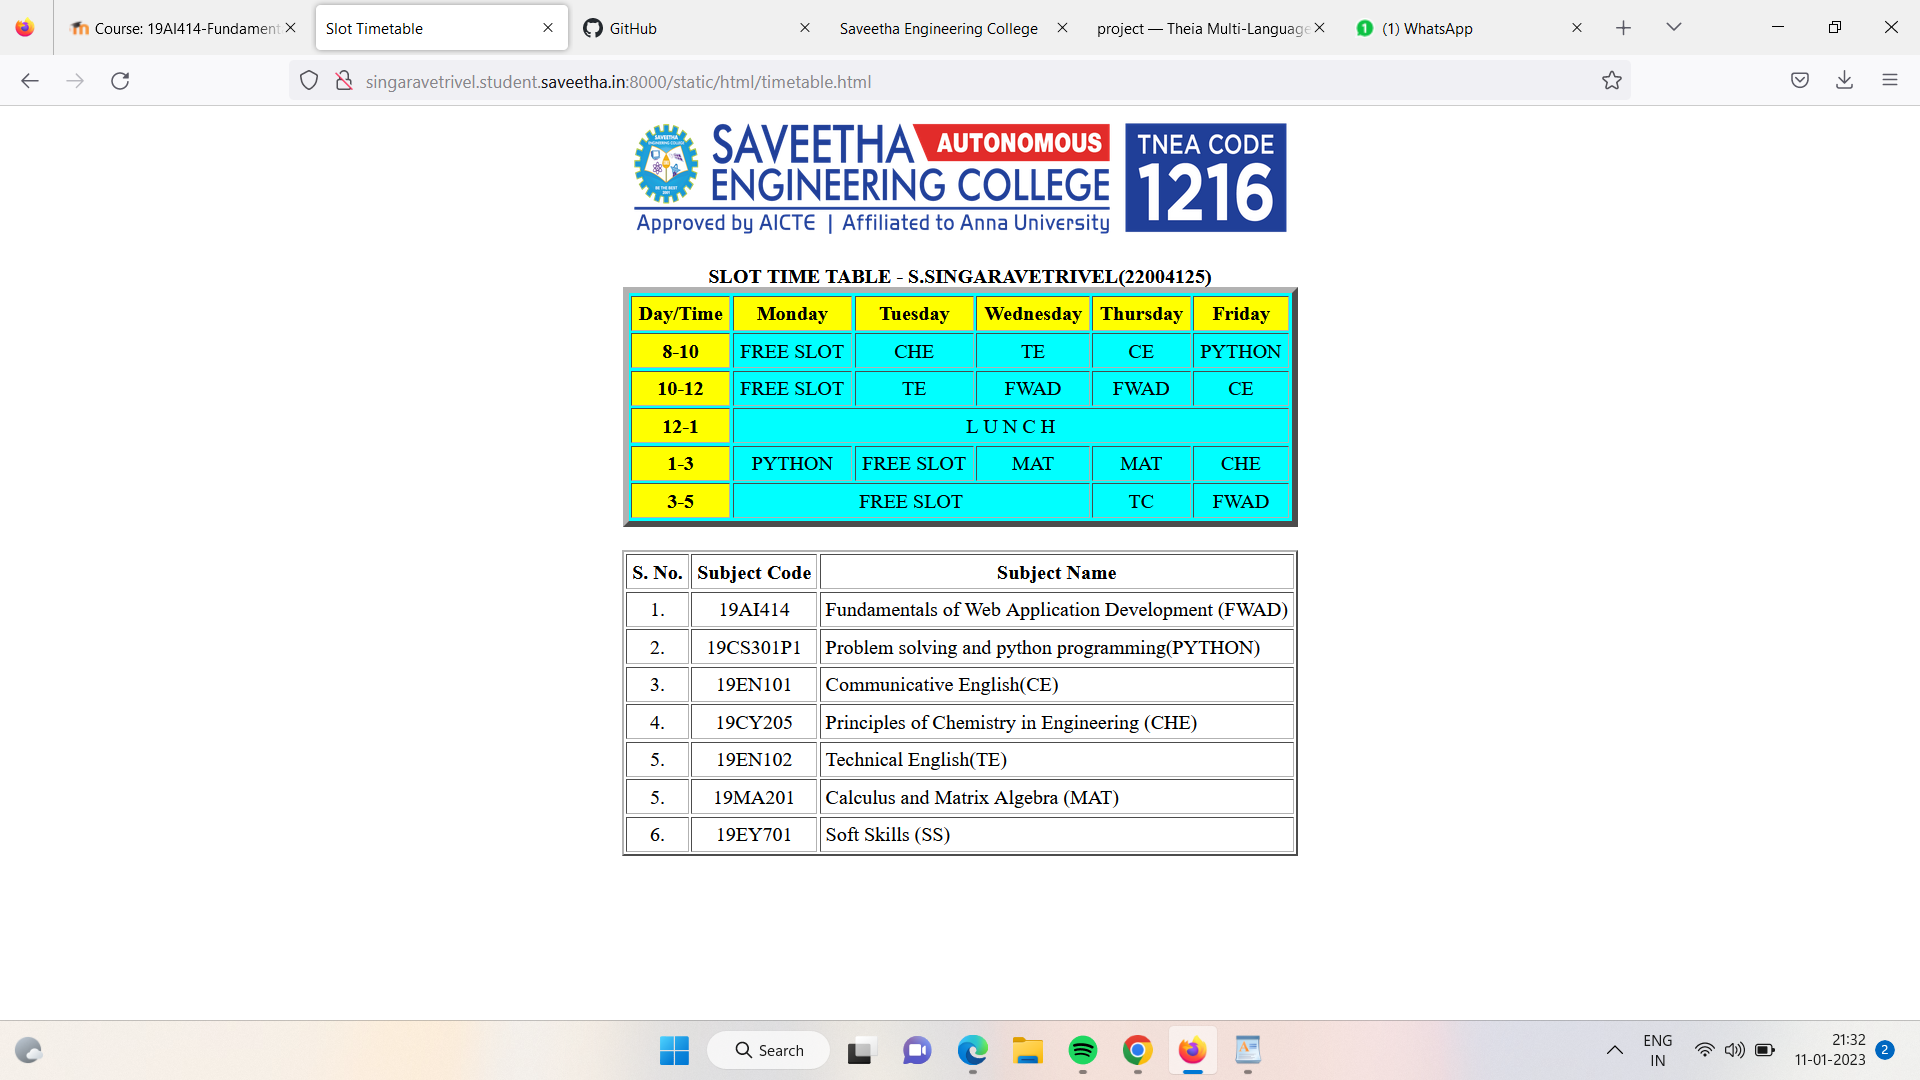 Course: 19AI414-Fundament
Slot Timetable
GitHub
Saveetha Engineering College
project — Theia Multi-Language
(1) WhatsApp
singaravetrivel.student.saveetha.in:8000/static/html/timetable.html
SAVEETHA AUTONOMOUS
ENGINEERING COLLEGE
Approved by AICTE | Affiliated to Anna University
TNEA CODE
1216
SLOT TIME TABLE - S.SINGARAVETRIVEL(22004125)
Day/Time Monday Tuesday Wednesday Thursday Friday
8-10 FREE SLOT CHE TE CE PYTHON
10-12 FREE SLOT TE FWAD FWAD CE
12-1 L U N C H
1-3 PYTHON FREE SLOT MAT MAT CHE
3-5 FREE SLOT TC FWAD
S. No. Subject Code Subject Name
1. 19AI414 Fundamentals of Web Application Development (FWAD)
2. 19CS301P1 Problem solving and python programming(PYTHON)
3. 19EN101 Communicative English(CE)
4. 19CY205 Principles of Chemistry in Engineering (CHE)
5. 19EN102 Technical English(TE)
5. 19MA201 Calculus and Matrix Algebra (MAT)
6. 19EY701 Soft Skills (SS)
Search
ENG
IN
21:32
11-01-2023
2